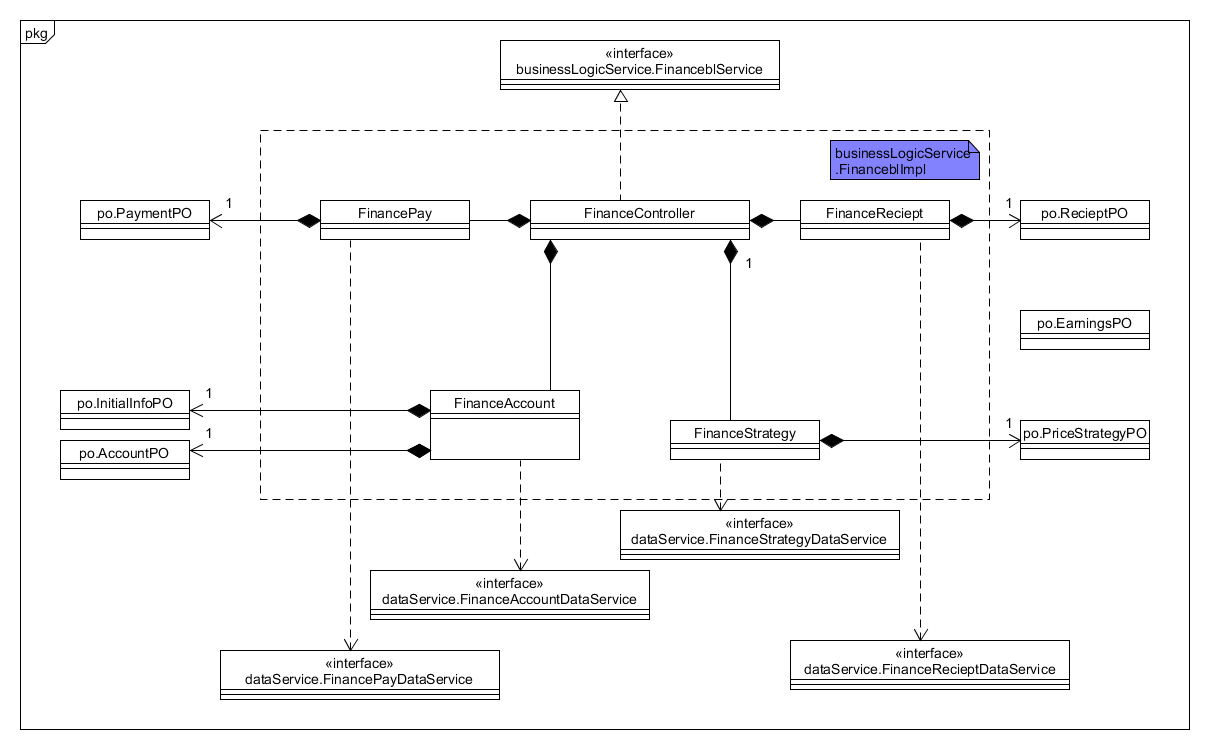 pkg
«interface»
businessLogicService.FinanceblService
businessLogicService
.FinanceblImpl
po.PaymentPO
1
FinancePay
FinanceController
FinanceReciept
1
po.RecieptPO
1
po.EarningsPO
po.InitialInfoPO
1
FinanceAccount
po.AccountPO
1
FinanceStrategy
1
po.PriceStrategyPO
«interface»
dataService.FinanceStrategyDataService
«interface»
dataService.FinanceAccountDataService
«interface»
dataService.FinancePayDataService
«interface»
dataService.FinanceRecieptDataService